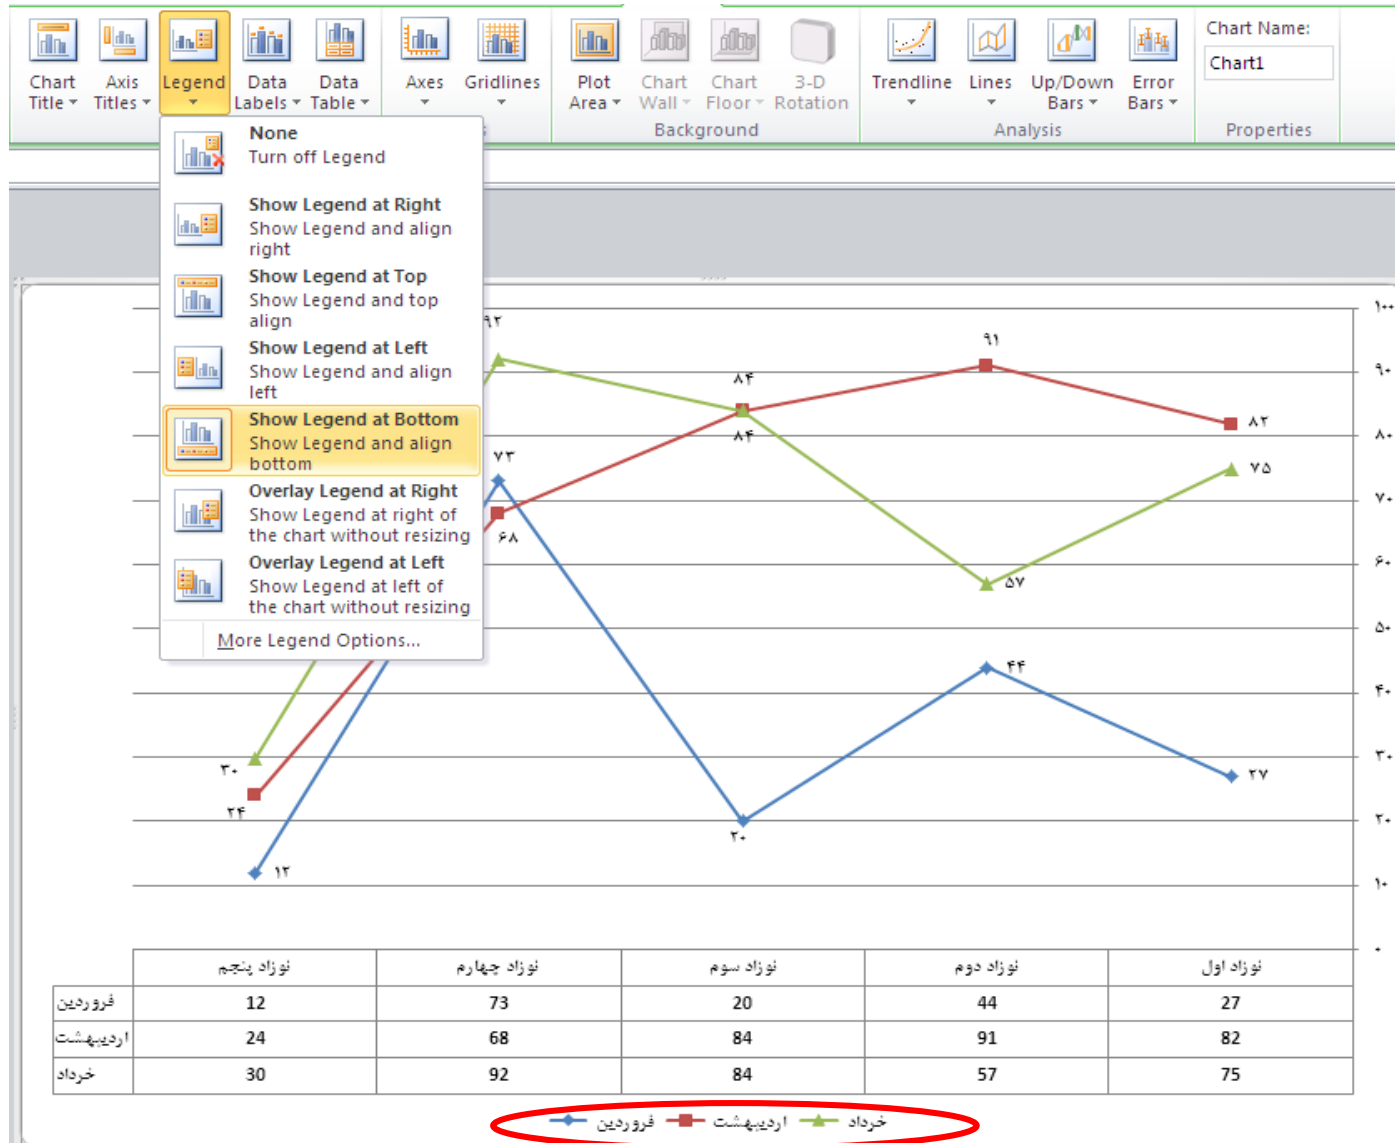 Chart Title
Axis Titles
Legend
Data Labels
Data Table
Axes
Gridlines
Plot Area
Chart Wall
Chart Floor
3-D Rotation
Trendline
Lines
Up/Down Bars
Error Bars
Chart Name:
Chart1
s
Background
Analysis
Properties
None
Turn off Legend
Show Legend at Right
Show Legend and align
right
Show Legend at Top
Show Legend and top
align
Show Legend at Left
Show Legend and align
left
Show Legend at Bottom
Show Legend and align
bottom
Overlay Legend at Right
Show Legend at right of
the chart without resizing
Overlay Legend at Left
Show Legend at left of
the chart without resizing
More Legend Options...
۱۰۰
۹۰
۸۰
۷۰
۶۰
۵۰
۴۰
۳۰
۲۰
۱۰
۰
۹۲
۸۴
۹۱
۸۲
۸۴
۷۳
۷۵
۶۸
۵۷
۴۴
۳۰
۲۷
۲۴
۲۰
۱۲
نوزاد اول نوزاد دوم نوزاد سوم نوزاد چهارم نوزاد پنجم
فروردین 12 73 20 44 27
اردیبهشت 24 68 84 91 82
خرداد 30 92 84 57 75
خرداد اردیبهشت فروردین